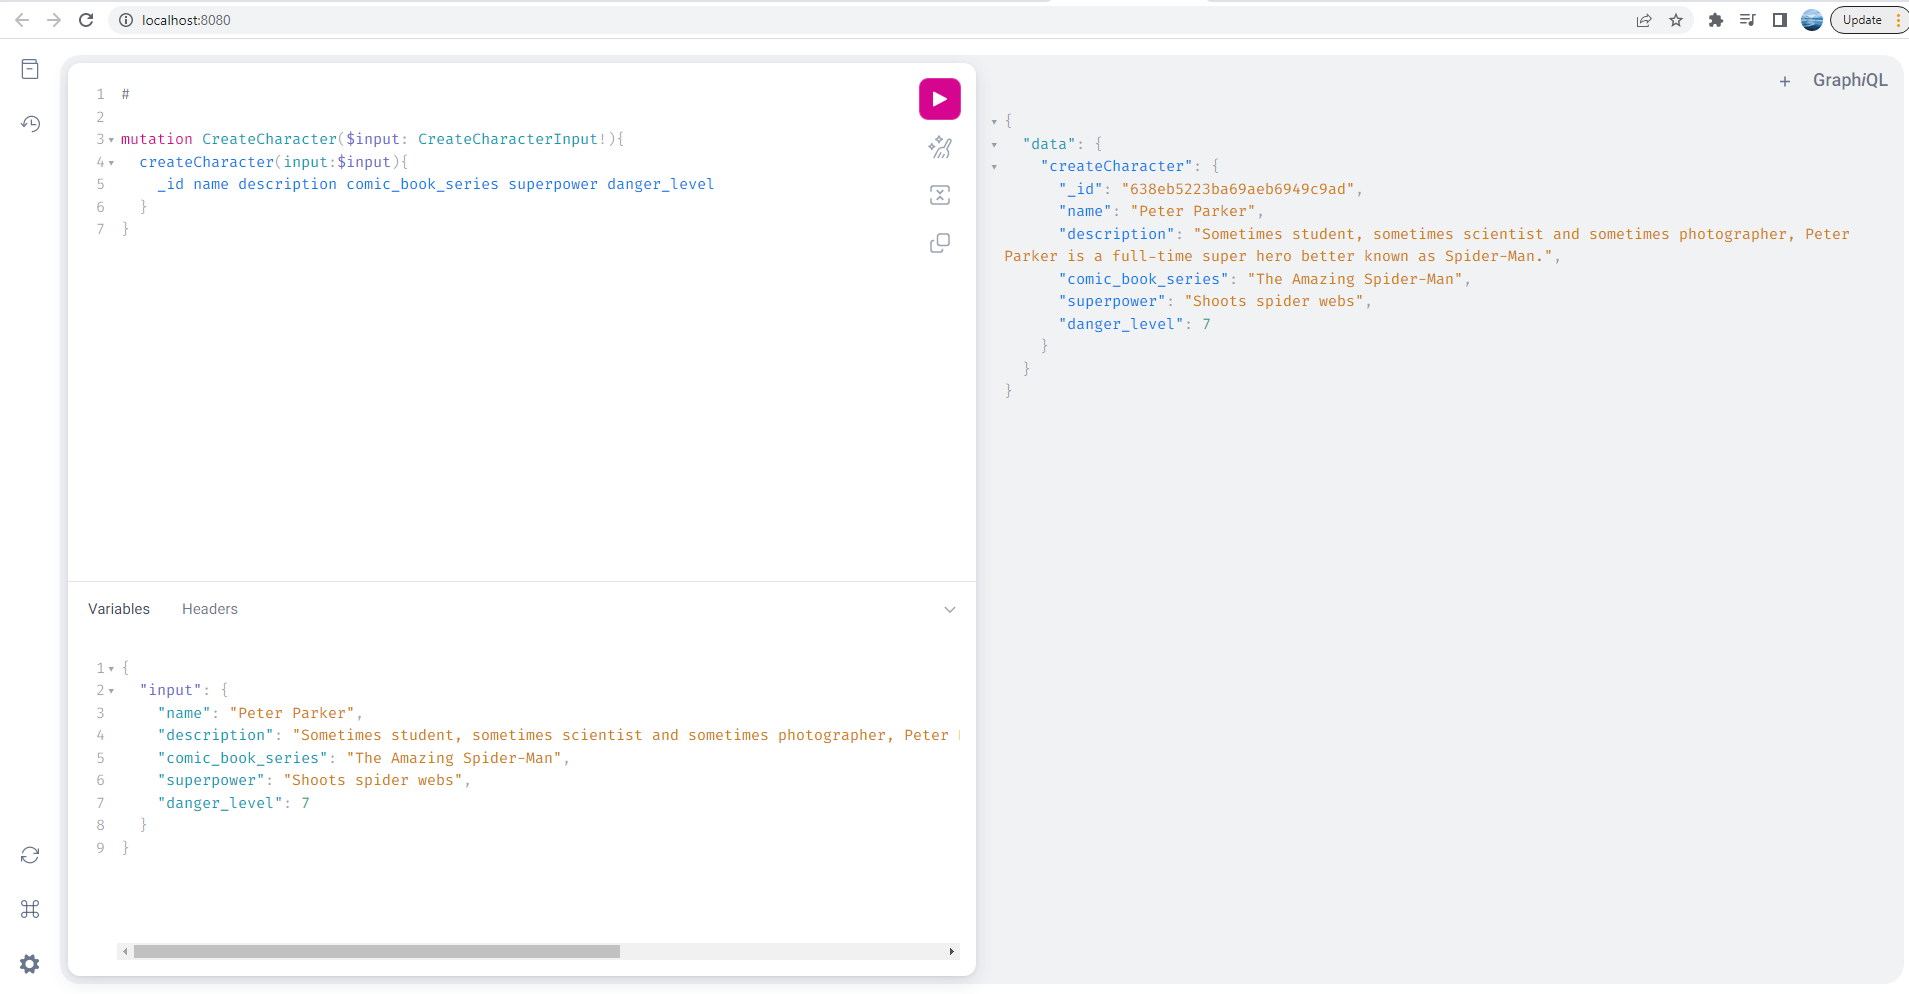 localhost:8080
Update
1 #
2
3 mutation CreateCharacter($input: CreateCharacterInput!){
4 createCharacter(input:$input){
5 _id name description comic_book_series superpower danger_level
6 }
7 }
Variables Headers
1 {
2 "input": {
3 "name": "Peter Parker",
4 "description": "Sometimes student, sometimes scientist and sometimes photographer, Peter
5 "comic_book_series": "The Amazing Spider-Man",
6 "superpower": "Shoots spider webs",
7 "danger_level": 7
8 }
9 }
+ GraphiQL
{
"data": {
"createCharacter": {
"_id": "638eb5223ba69aeb6949c9ad",
"name": "Peter Parker",
"description": "Sometimes student, sometimes scientist and sometimes photographer, Peter
Parker is a full-time super hero better known as Spider-Man.",
"comic_book_series": "The Amazing Spider-Man",
"superpower": "Shoots spider webs",
"danger_level": 7
}
}
}